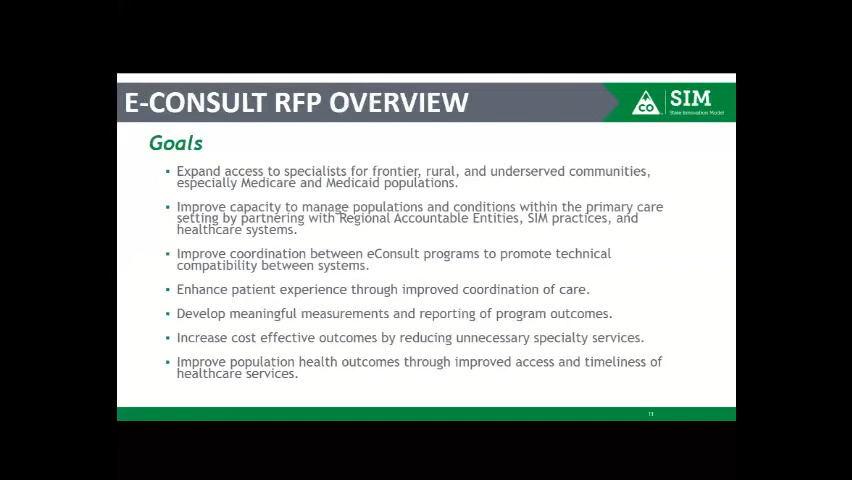 E-CONSULT RFP OVERVIEW
CO
SIM
State Innovation Model
Goals
▪ Expand access to specialists for frontier, rural, and underserved communities,
especially Medicare and Medicaid populations.
▪ Improve capacity to manage populations and conditions within the primary care
setting by partnering with Regional Accountable Entities, SIM practices, and
healthcare systems.
▪ Improve coordination between eConsult programs to promote technical
compatibility between systems.
▪ Enhance patient experience through improved coordination of care.
▪ Develop meaningful measurements and reporting of program outcomes.
▪ Increase cost effective outcomes by reducing unnecessary specialty services.
▪ Improve population health outcomes through improved access and timeliness of
healthcare services.